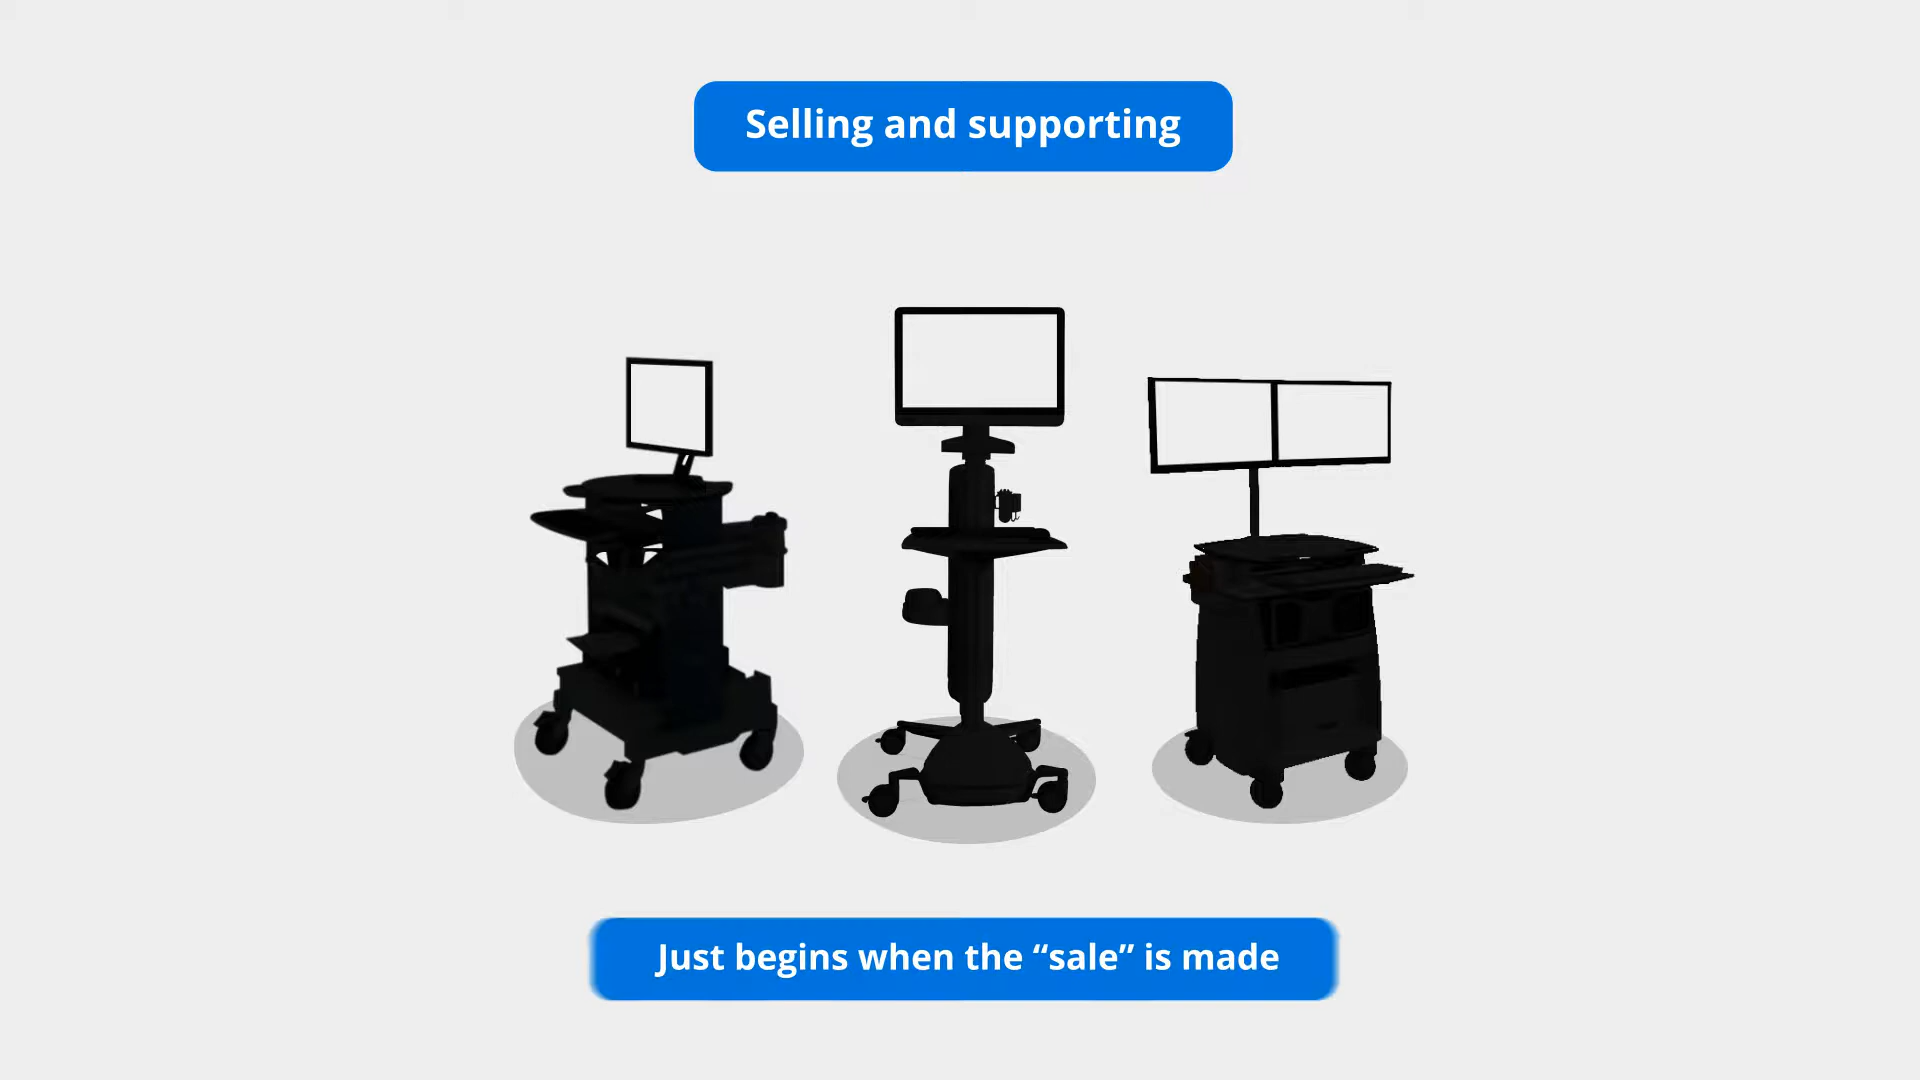 Selling and supporting
Just begins when the “sale” is made